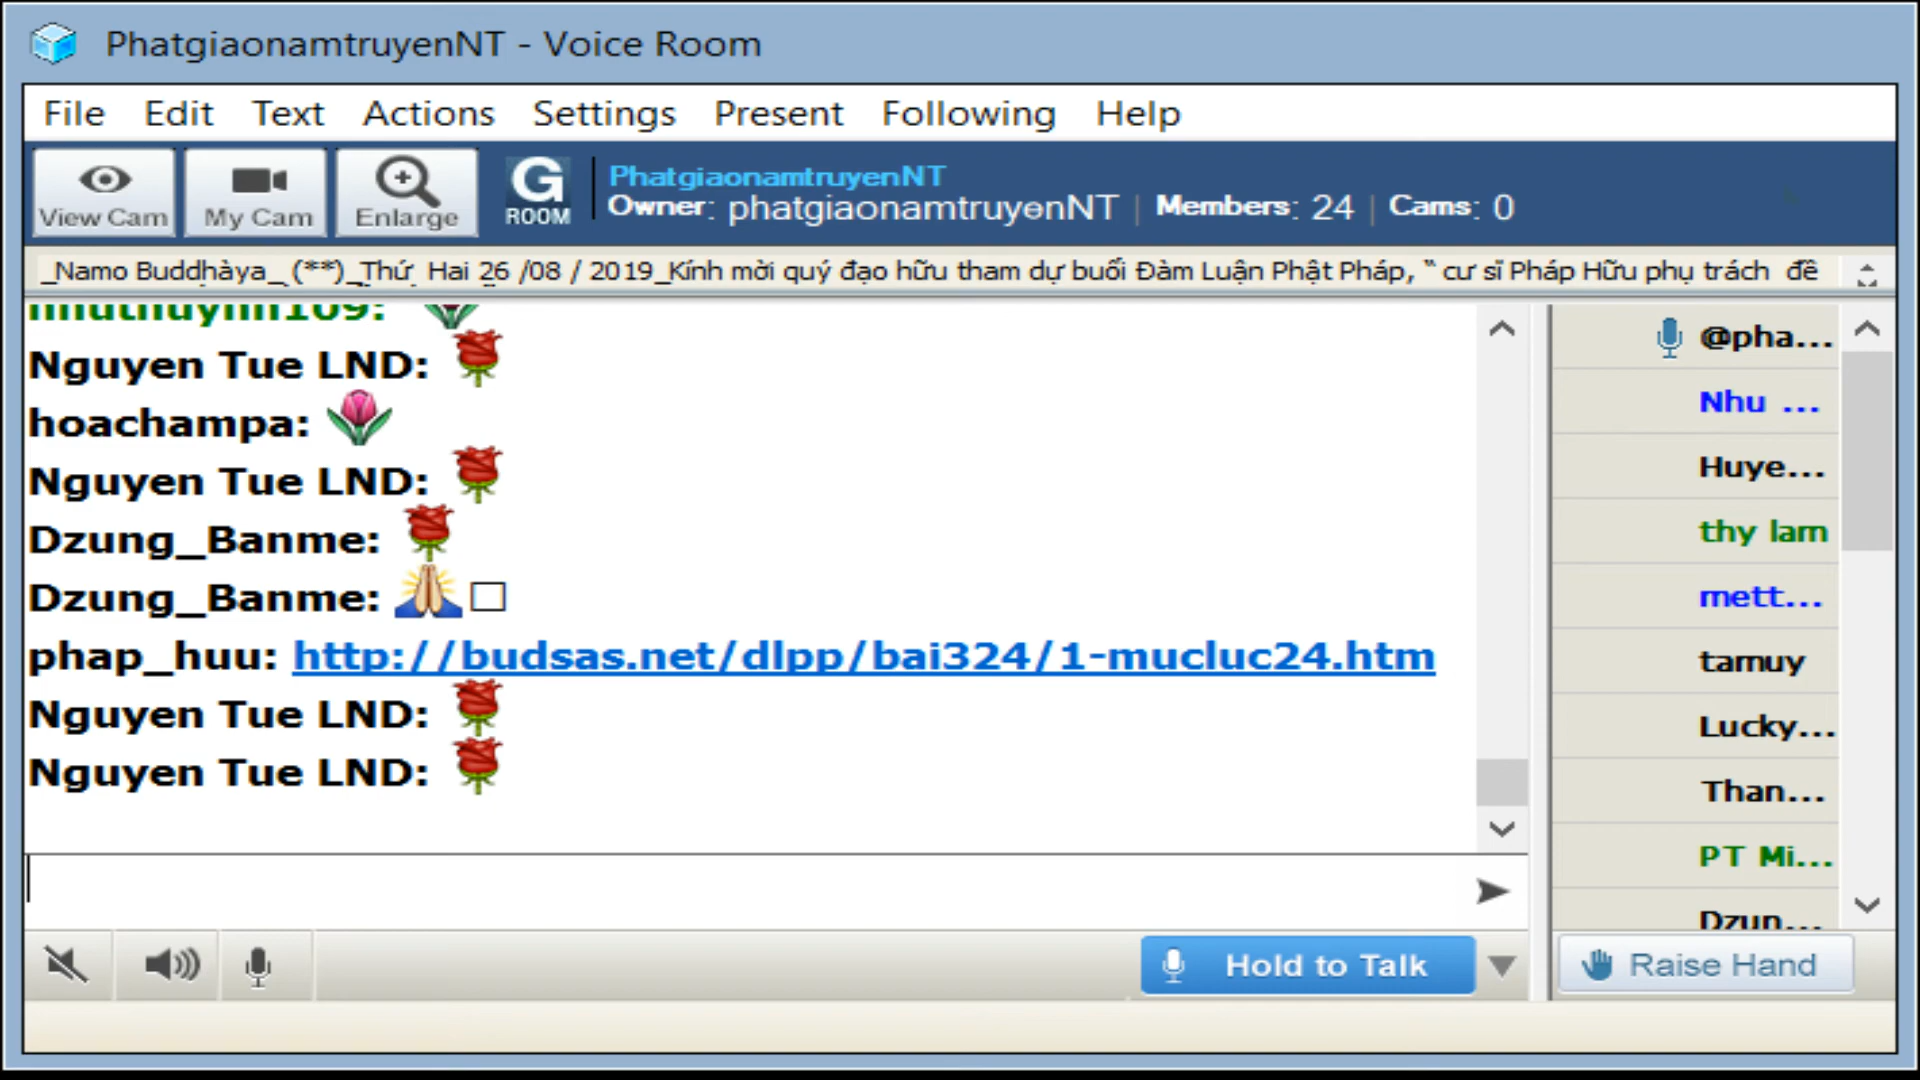 PhatgiaonamtruyenNT - Voice Room
File Edit Text Actions Settings Present Following Help
View Cam My Cam Enlarge G ROOM
PhatgiaonamtruyenNT
Owner: phatgiaonamtruyenNT | Members: 24 | Cams: 0
_Namo Buddhàya_ (**)_Thứ Hai 26 /08 / 2019_Kính mời quý đạo hữu tham dự buổi Đàm Luận Phật Pháp, “ cư sĩ Pháp Hữu phụ trách đề
nhuthuynh109:
Nguyen Tue LND:
hoachampa:
Nguyen Tue LND:
Dzung_Banme:
Dzung_Banme:
phap_huu: http://budsas.net/dlpp/bai324/1-mucluc24.htm
Nguyen Tue LND:
Nguyen Tue LND:
@pha...
Nhu ...
Huye...
thy lam
mett...
tamuy
Lucky...
Than...
PT Mi...
Dzun...
Hold to Talk
Raise Hand